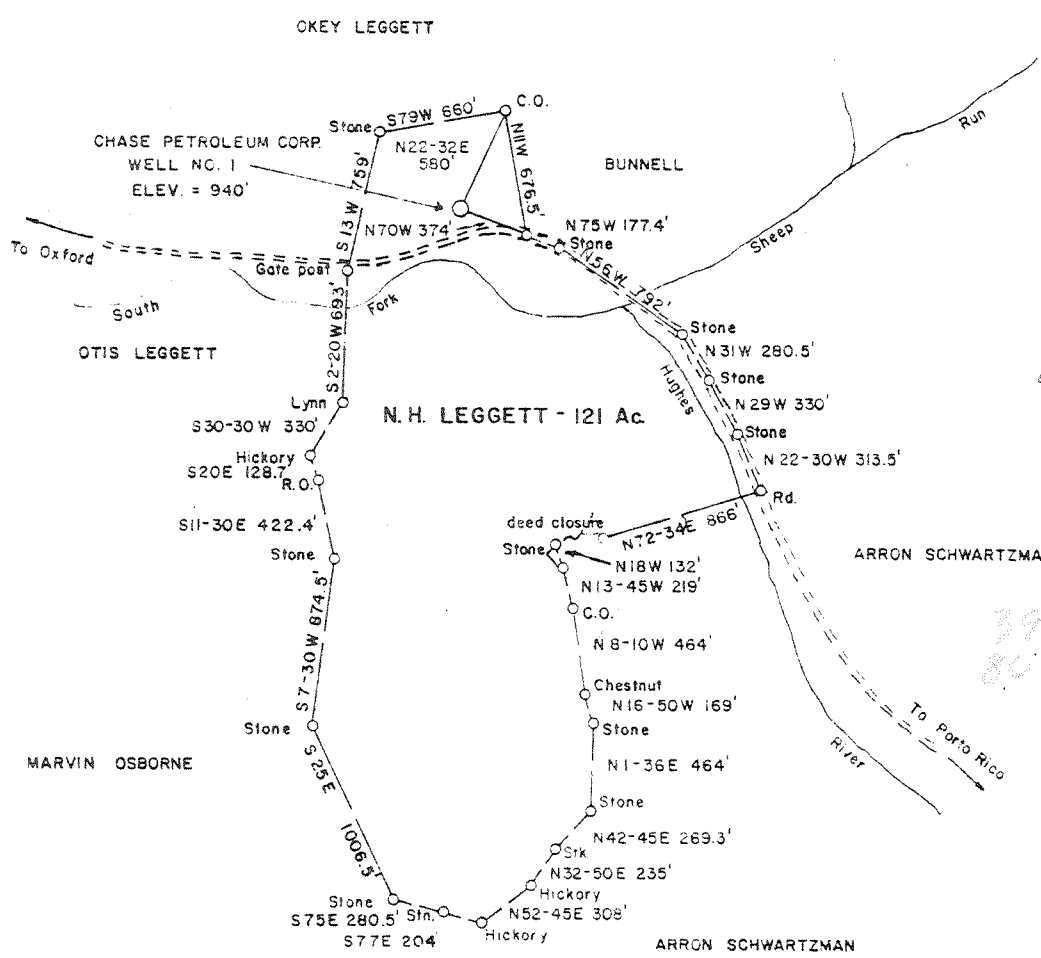 OKEY LEGGETT
C.O.
S79W 660'
Stone
CHASE PETROLEUM CORP.
WELL NO. 1
ELEV. = 940'
N22-32E
580'
N11W 676.5'
BUNNELL
Run
Sheep
S13W 759'
N70W 374'
N75W 177.4'
Stone
To Oxford
Gate post
N56W 792'
South
Fork
Stone
OTIS LEGGETT
S2-20W 693'
N31W 280.5'
Stone
Hughes
Lynn
N.H. LEGGETT - 121 Ac.
N29W 330'
S30-30W 330'
Stone
Hickory
N22-30W 313.5'
S20E 128.7'
R.O.
Rd.
S11-30E 422.4'
deed closure
N72-34E 866'
Stone
Stone
N18W 132'
ARRON SCHWARTZMA
N13-45W 219'
C.O.
39
80
S7-30W 874.5'
N8-10W 464'
Chestnut
N16-50W 169'
To Porto Rico
Stone
Stone
River
MARVIN OSBORNE
S25E
N1-36E 464'
Stone
1006.5'
N42-45E 269.3'
Stk.
N32-50E 235'
Hickory
Stone
S75E 280.5'
Stn.
N52-45E 308'
S77E 204'
Hickory
ARRON SCHWARTZMAN